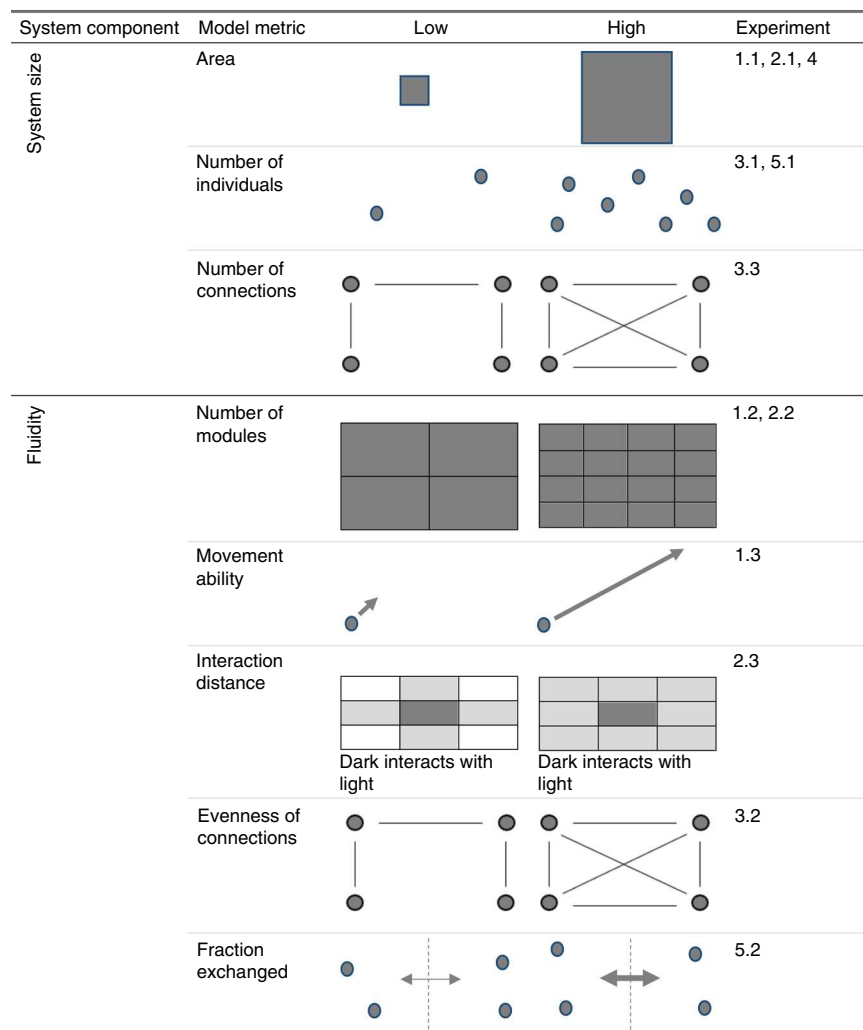 System component Model metric Low High Experiment
System size
Area 1.1, 2.1, 4
Number of
individuals
3.1, 5.1
Number of
connections
3.3
Fluidity
Number of
modules
1.2, 2.2
Movement
ability
1.3
Interaction
distance
2.3
Dark interacts with
light
Dark interacts with
light
Evenness of
connections
3.2
Fraction
exchanged
5.2